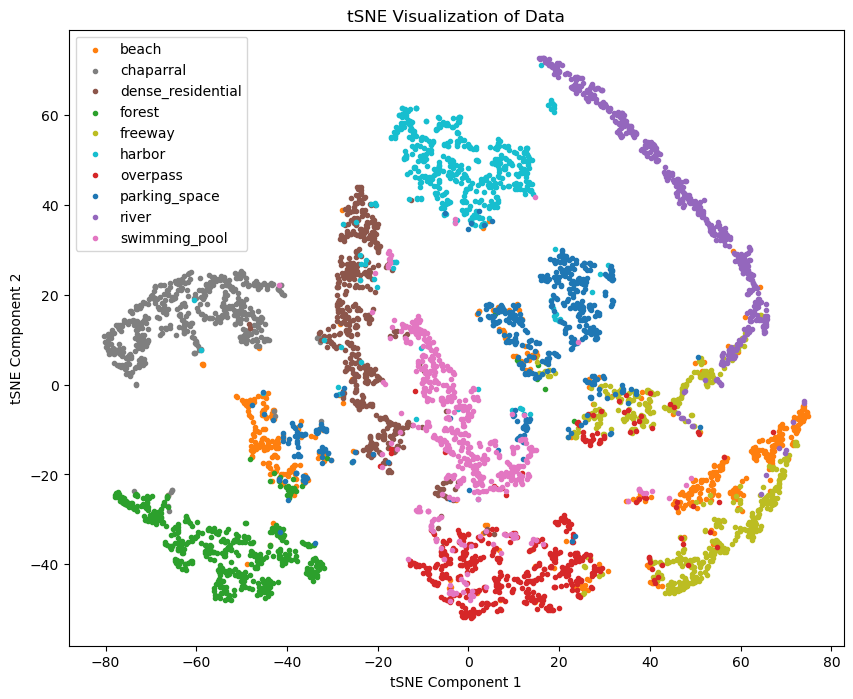 tSNE Visualization of Data
beach
chaparral
dense_residential
forest
freeway
harbor
overpass
parking_space
river
swimming_pool
60
40
20
0
−20
−40
tSNE Component 2
−80
−60
−40
−20
0
20
40
60
80
tSNE Component 1